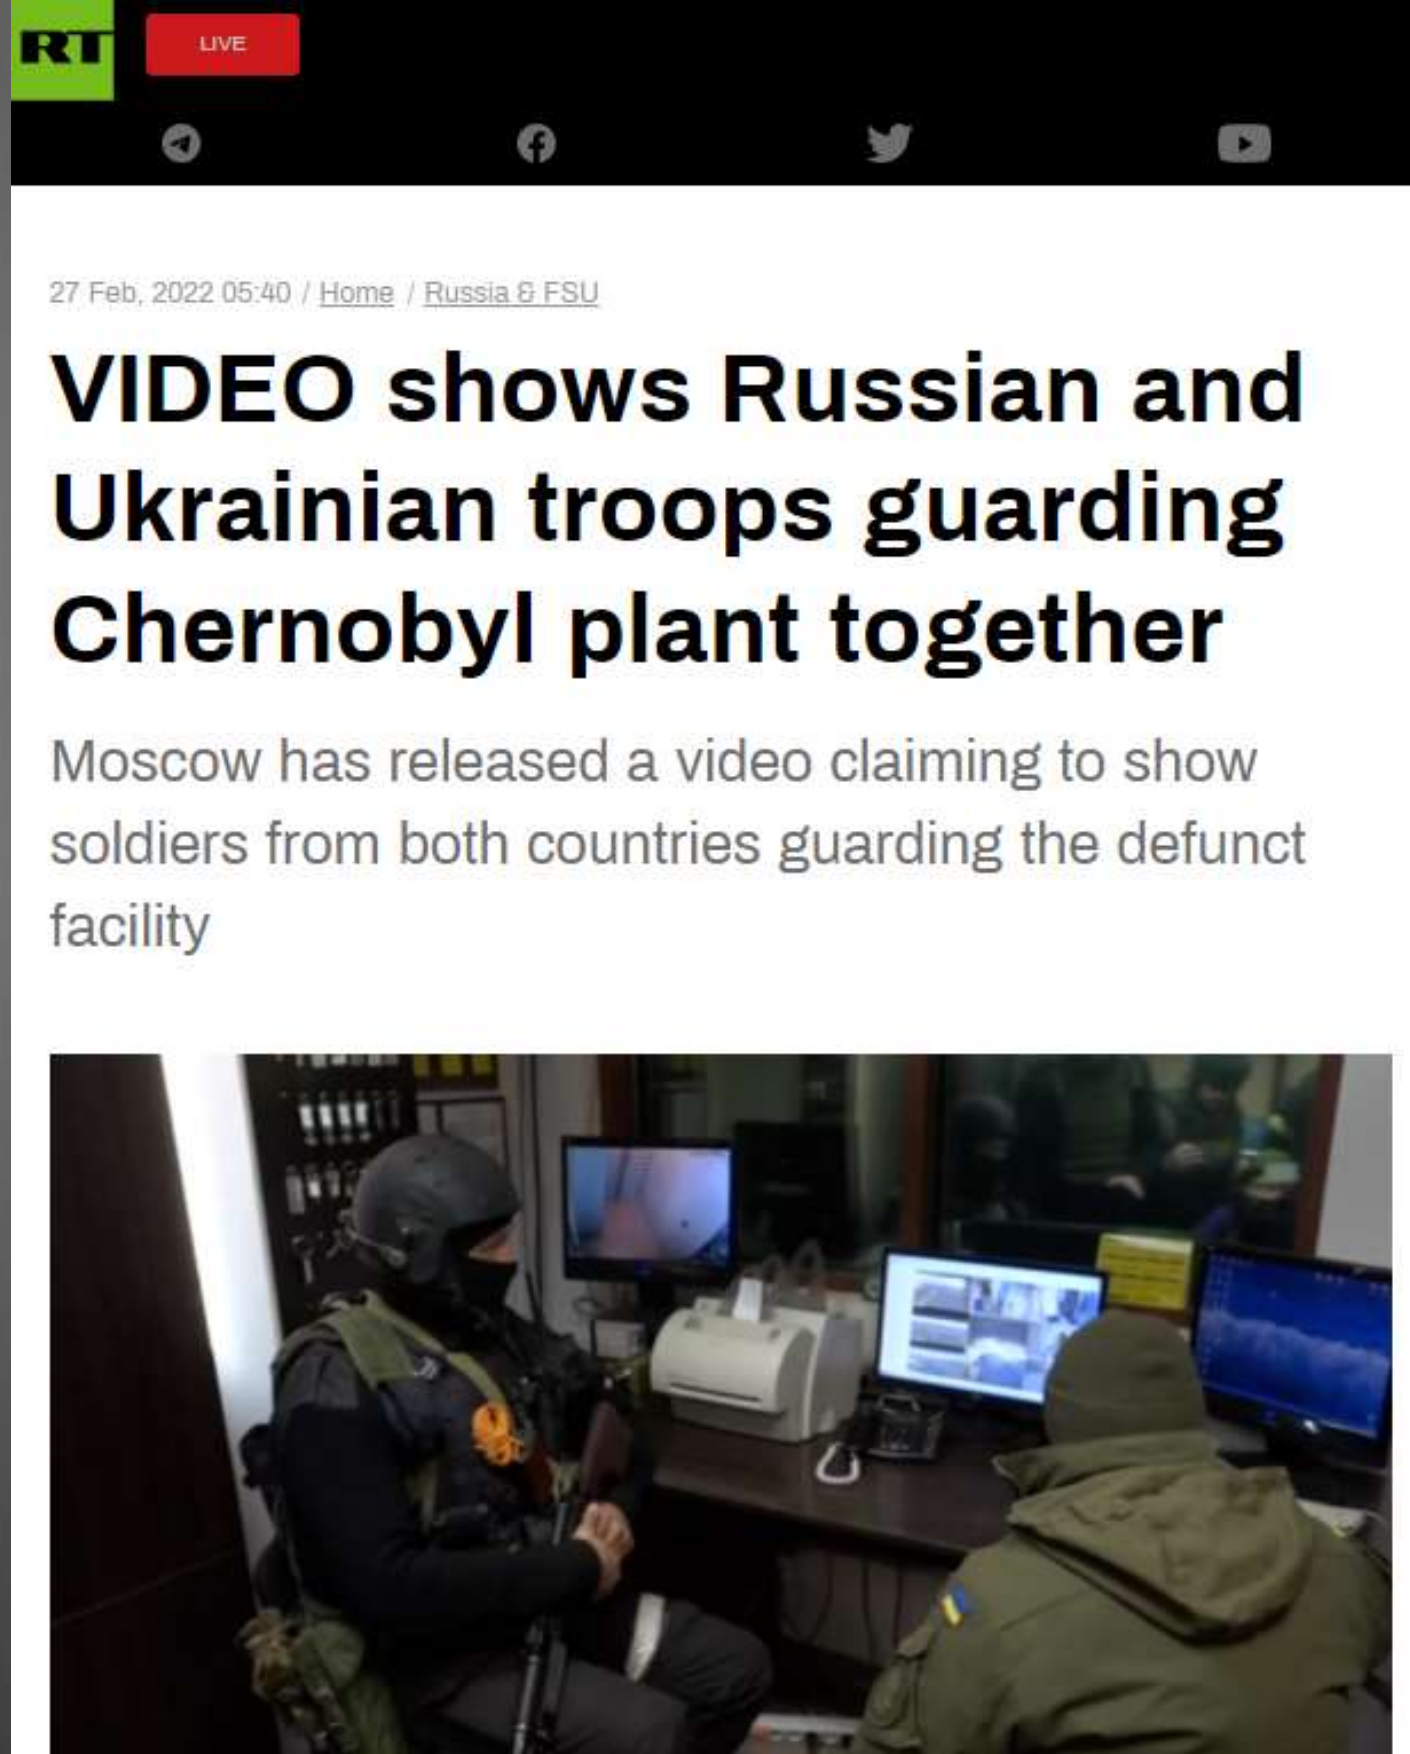 RT
LIVE
27 Feb, 2022 05:40 / Home / Russia & FSU
VIDEO shows Russian and
Ukrainian troops guarding
Chernobyl plant together
Moscow has released a video claiming to show
soldiers from both countries guarding the defunct
facility